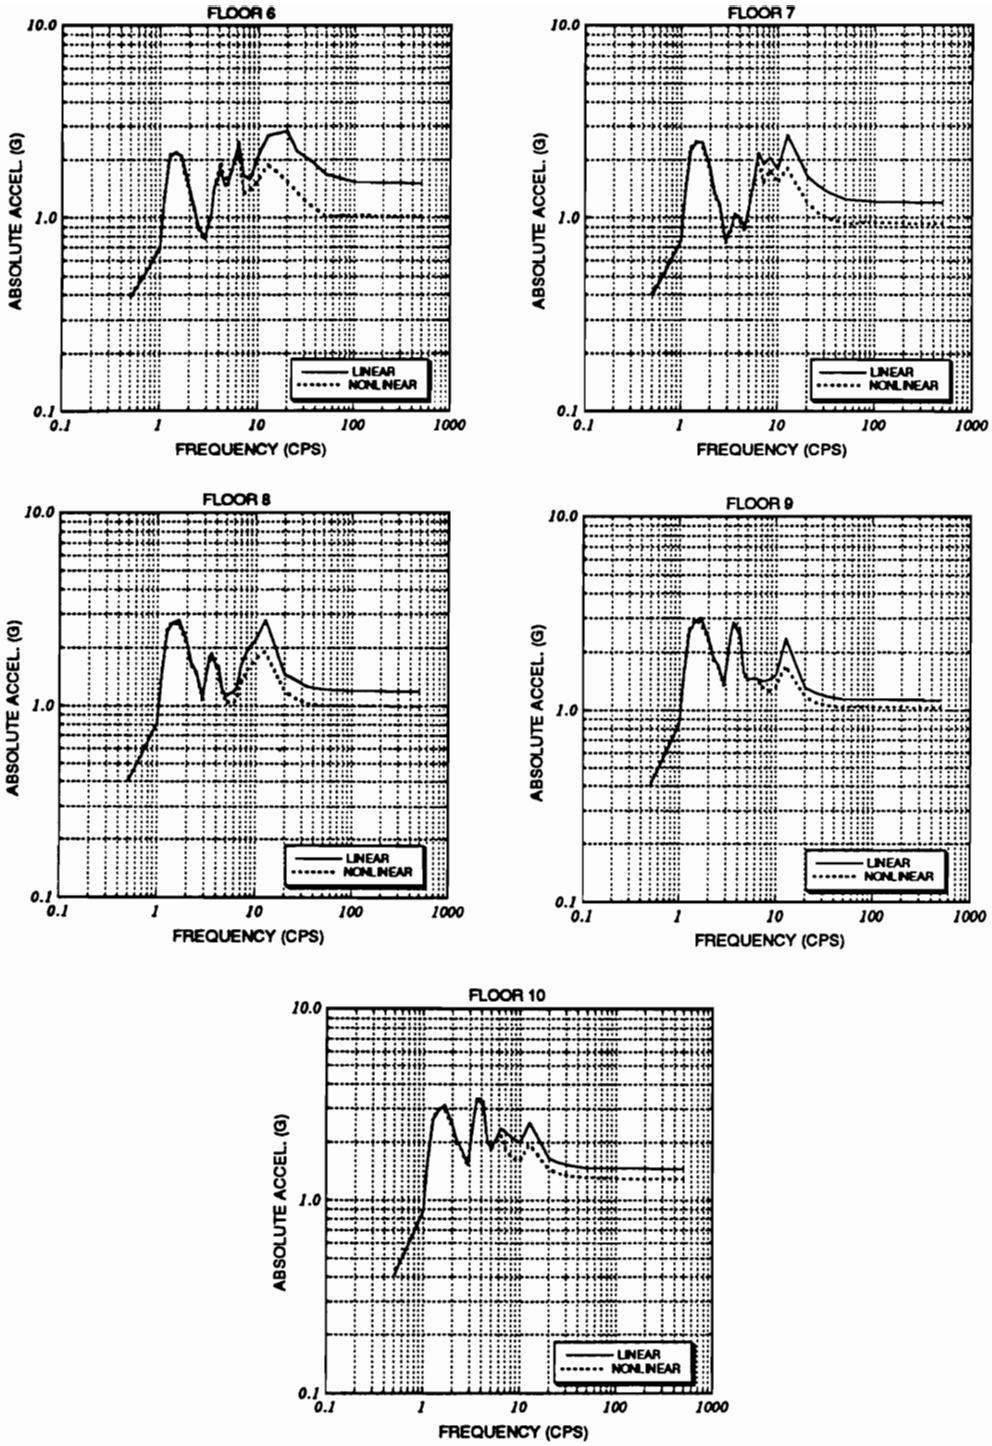 FLOOR 6
10.0
1.0
0.1
ABSOLUTE ACCEL. (G)
LINEAR
NONLINEAR
0.1 1 10 100 1000
FREQUENCY (CPS)
FLOOR 7
10.0
1.0
0.1
ABSOLUTE ACCEL. (G)
LINEAR
NONLINEAR
0.1 1 10 100 1000
FREQUENCY (CPS)
FLOOR 8
10.0
1.0
0.1
ABSOLUTE ACCEL. (G)
LINEAR
NONLINEAR
0.1 1 10 100 1000
FREQUENCY (CPS)
FLOOR 9
10.0
1.0
0.1
ABSOLUTE ACCEL. (G)
LINEAR
NONLINEAR
0.1 1 10 100 1000
FREQUENCY (CPS)
FLOOR 10
10.0
1.0
0.1
ABSOLUTE ACCEL. (G)
LINEAR
NONLINEAR
0.1 1 10 100 1000
FREQUENCY (CPS)